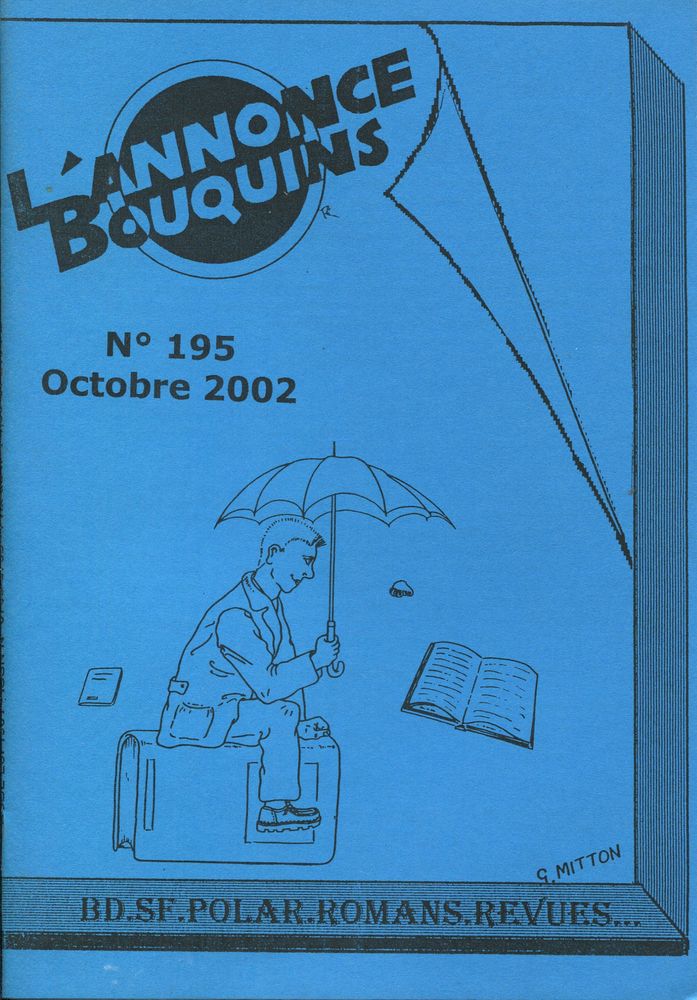 L'ANNONCE
BOUQUINS
N° 195
Octobre 2002
G. MITTON
BD.SF.POLAR.ROMANS.REVUES...